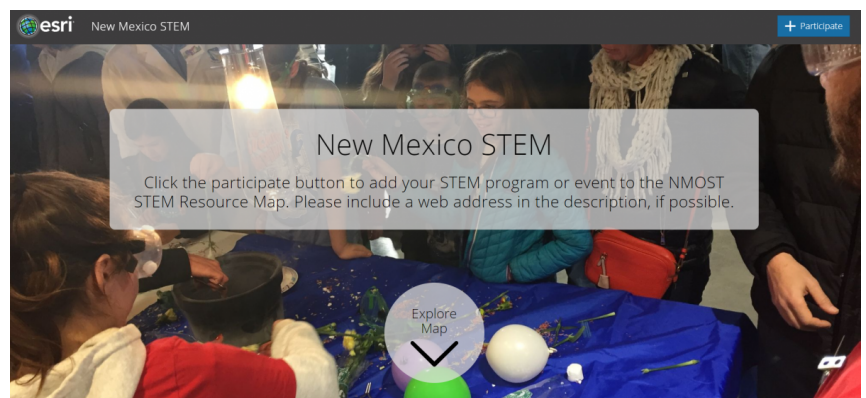 esri New Mexico STEM
+ Participate
New Mexico STEM
Click the participate button to add your STEM program or event to the NMOST
STEM Resource Map. Please include a web address in the description, if possible.
Explore
Map